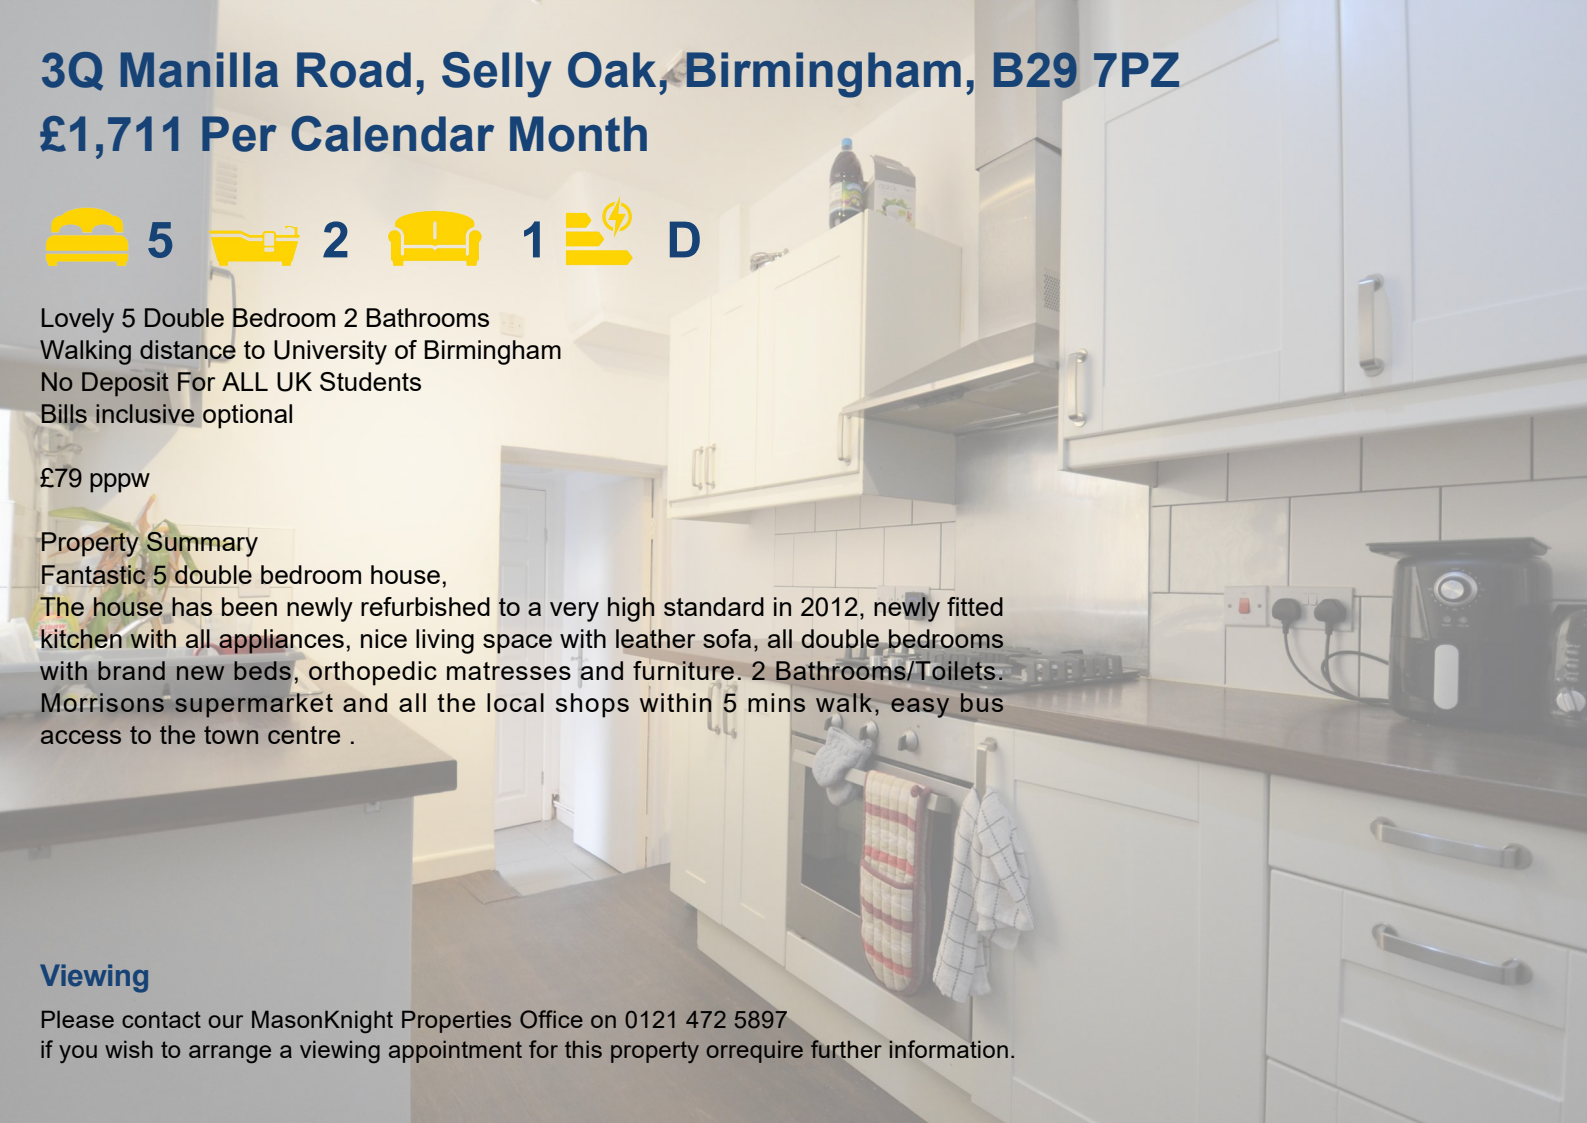 3Q Manilla Road, Selly Oak, Birmingham, B29 7PZ
£1,711 Per Calendar Month
5 2 1 D
Lovely 5 Double Bedroom 2 Bathrooms
Walking distance to University of Birmingham
No Deposit For ALL UK Students
Bills inclusive optional
£79 pppw
Property Summary
Fantastic 5 double bedroom house,
The house has been newly refurbished to a very high standard in 2012, newly fitted
kitchen with all appliances, nice living space with leather sofa, all double bedrooms
with brand new beds, orthopedic matresses and furniture. 2 Bathrooms/Toilets.
Morrisons supermarket and all the local shops within 5 mins walk, easy bus
access to the town centre .
Viewing
Please contact our MasonKnight Properties Office on 0121 472 5897
if you wish to arrange a viewing appointment for this property orrequire further information.